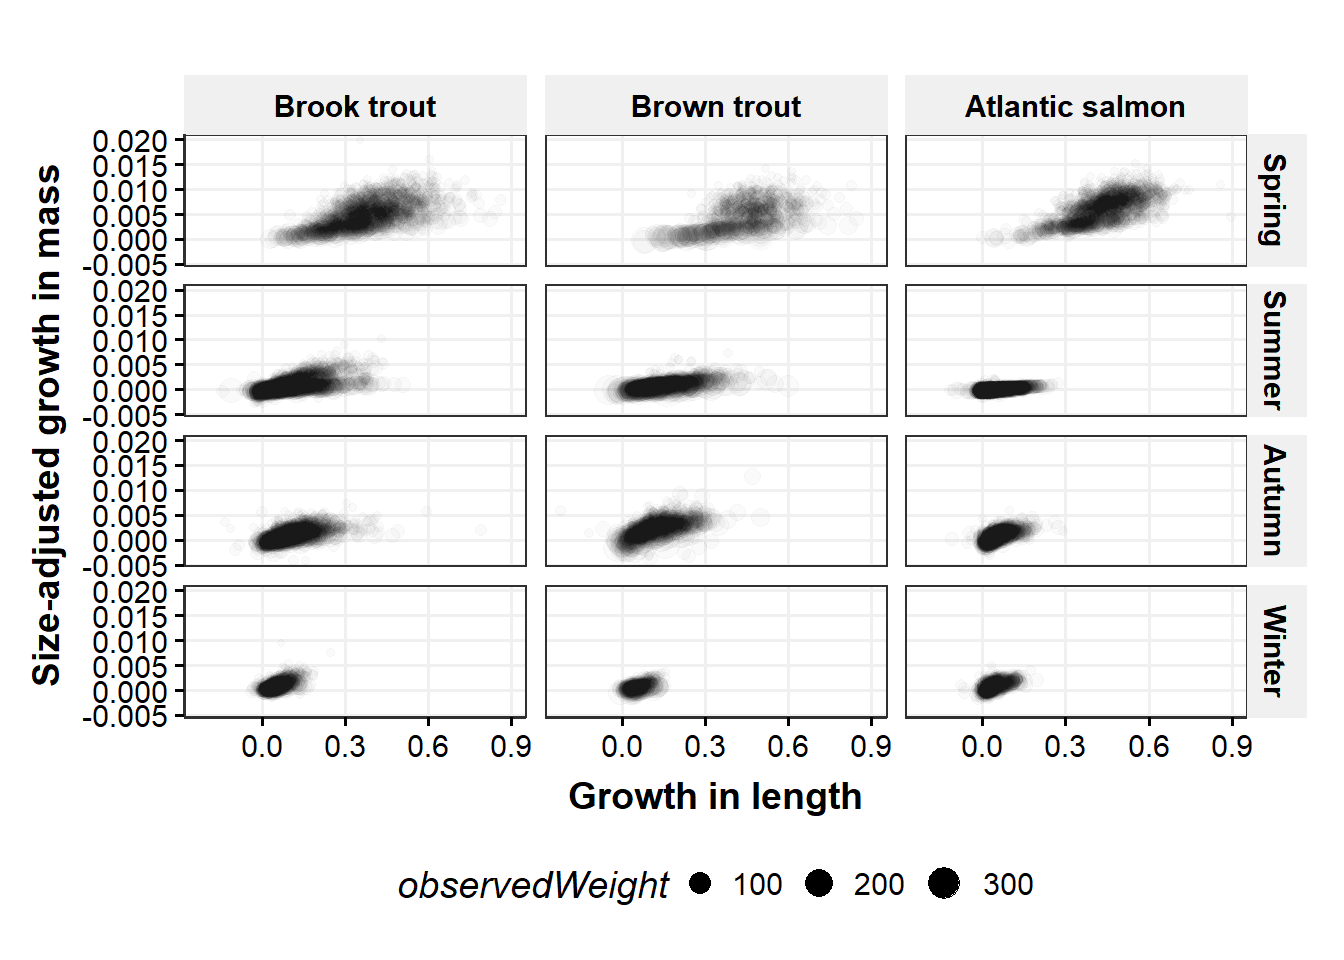 Brook trout Brown trout Atlantic salmon
Size-adjusted growth in mass
0.020
0.015
0.010
0.005
0.000
-0.005
Spring
0.020
0.015
0.010
0.005
0.000
-0.005
Summer
0.020
0.015
0.010
0.005
0.000
-0.005
Autumn
0.020
0.015
0.010
0.005
0.000
-0.005
Winter
0.0 0.3 0.6 0.9 0.0 0.3 0.6 0.9 0.0 0.3 0.6 0.9
Growth in length
observedWeight 100 200 300